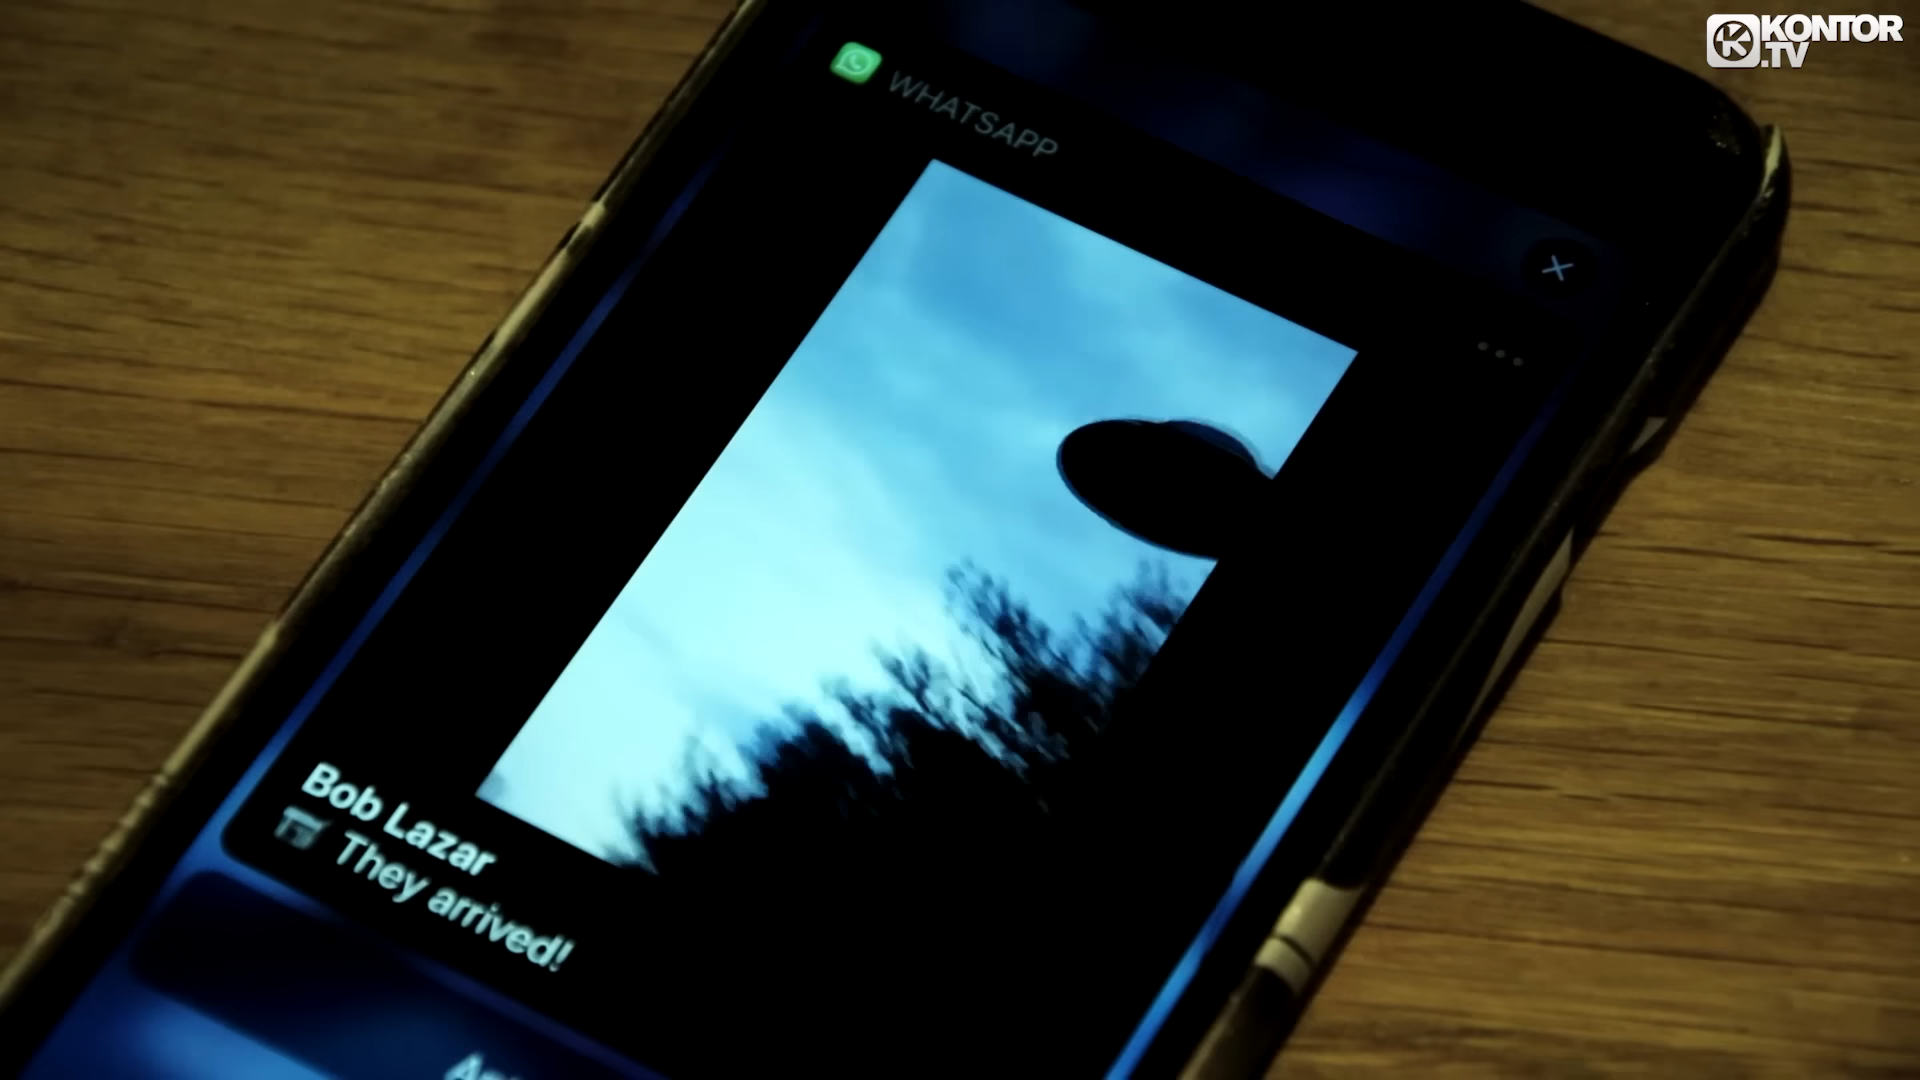 KONTOR
.TV
WHATSAPP
Bob Lazar
They arrived!